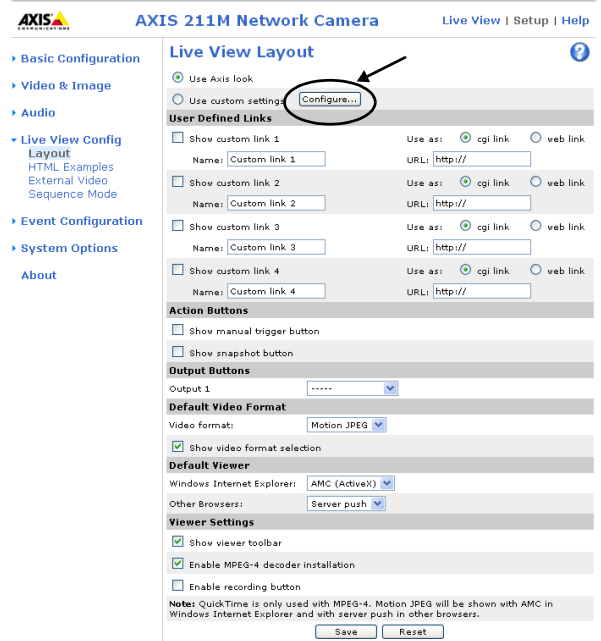 AXIS
COMMUNICATIONS
AXIS 211M Network Camera
Live View | Setup | Help
Basic Configuration
Video & Image
Audio
Live View Config
Layout
HTML Examples
External Video
Sequence Mode
Event Configuration
System Options
About
Live View Layout
?
Use Axis look
Use custom settings Configure...
User Defined Links
Show custom link 1 Use as: cgi link web link
Name: Custom link 1 URL: http://
Show custom link 2 Use as: cgi link web link
Name: Custom link 2 URL: http://
Show custom link 3 Use as: cgi link web link
Name: Custom link 3 URL: http://
Show custom link 4 Use as: cgi link web link
Name: Custom link 4 URL: http://
Action Buttons
Show manual trigger button
Show snapshot button
Output Buttons
Output 1 -----
Default Video Format
Video format: Motion JPEG
Show video format selection
Default Viewer
Windows Internet Explorer: AMC (ActiveX)
Other Browsers: Server push
Viewer Settings
Show viewer toolbar
Enable MPEG-4 decoder installation
Enable recording button
Note: QuickTime is only used with MPEG-4. Motion JPEG will be shown with AMC in
Windows Internet Explorer and with server push in other browsers.
Save Reset